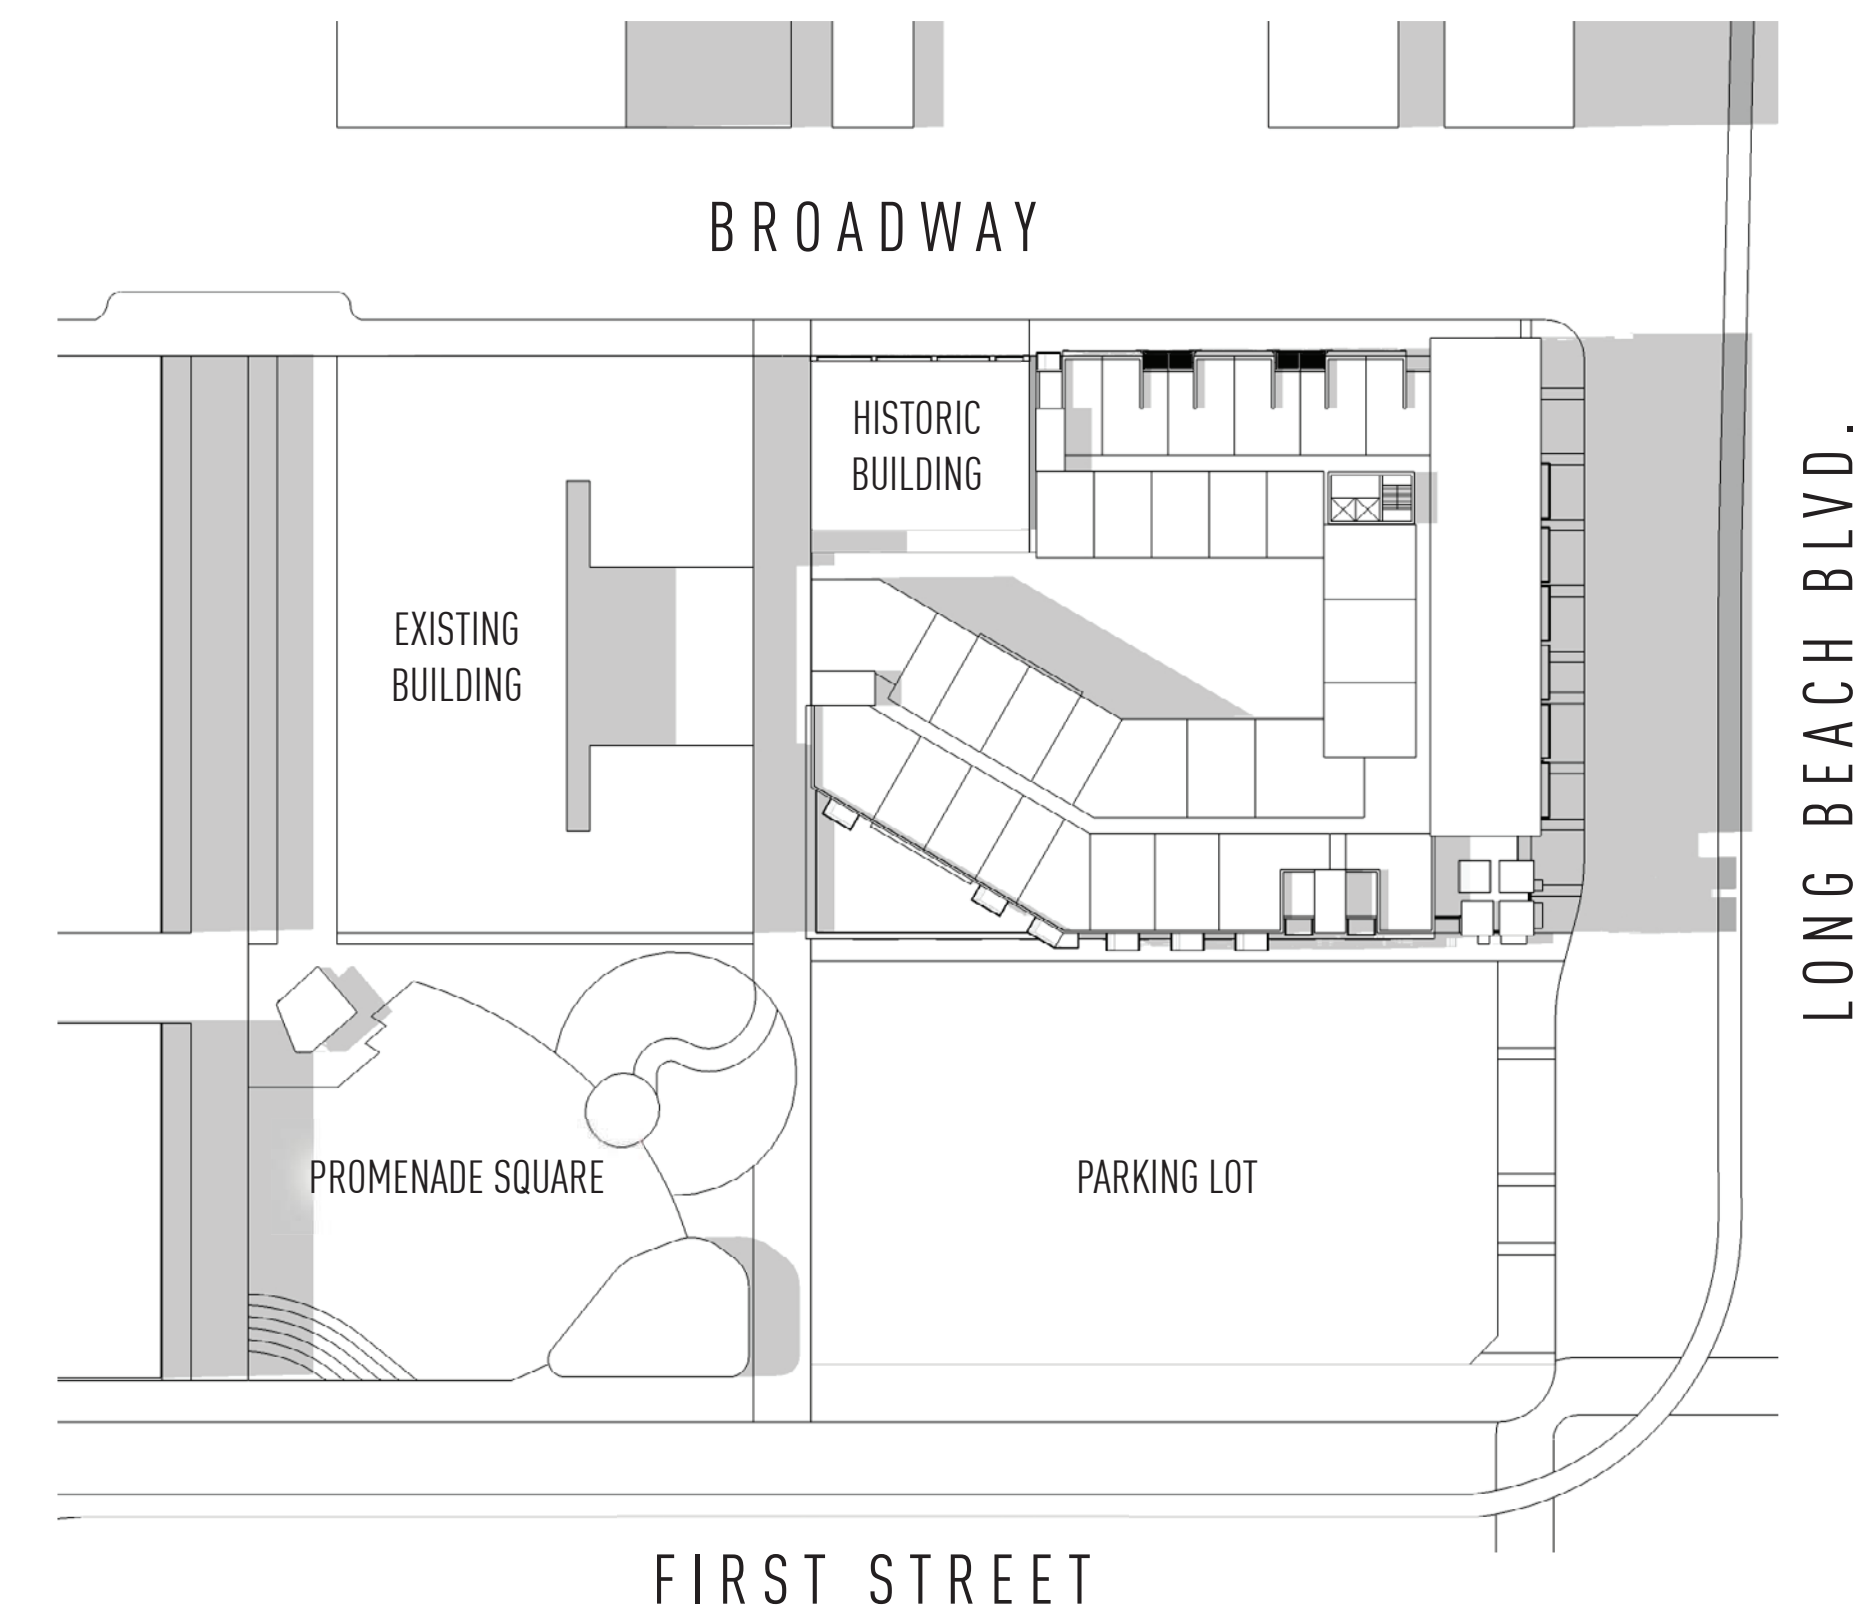 BROADWAY
HISTORIC
BUILDING
EXISTING
BUILDING
LONG BEACH BLVD.
PROMENADE SQUARE
PARKING LOT
FIRST STREET